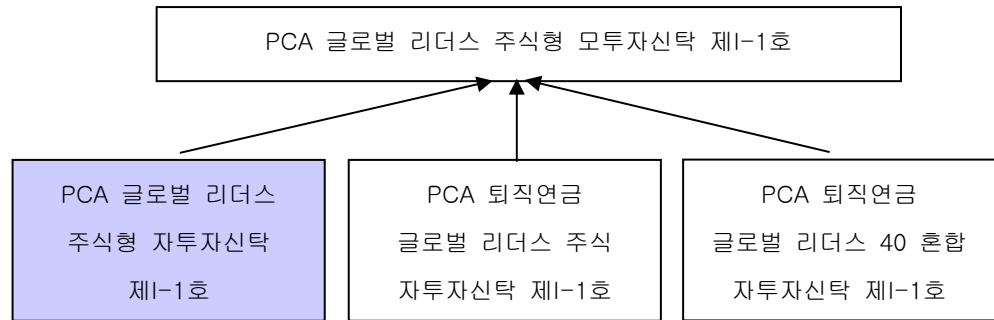 PCA 글로벌 리더스 주식형 모투자신탁 제I-1호
PCA 글로벌 리더스
주식형 자투자신탁
제I-1호
PCA 퇴직연금
글로벌 리더스 주식
자투자신탁 제I-1호
PCA 퇴직연금
글로벌 리더스 40 혼합
자투자신탁 제I-1호